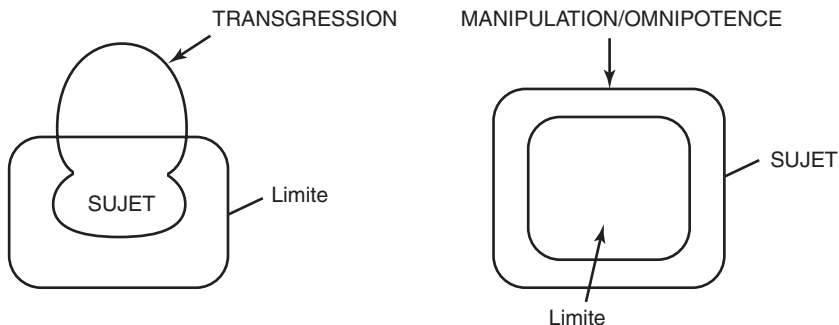 TRANSGRESSION
SUJET
Limite
MANIPULATION/OMNIPOTENCE
SUJET
Limite